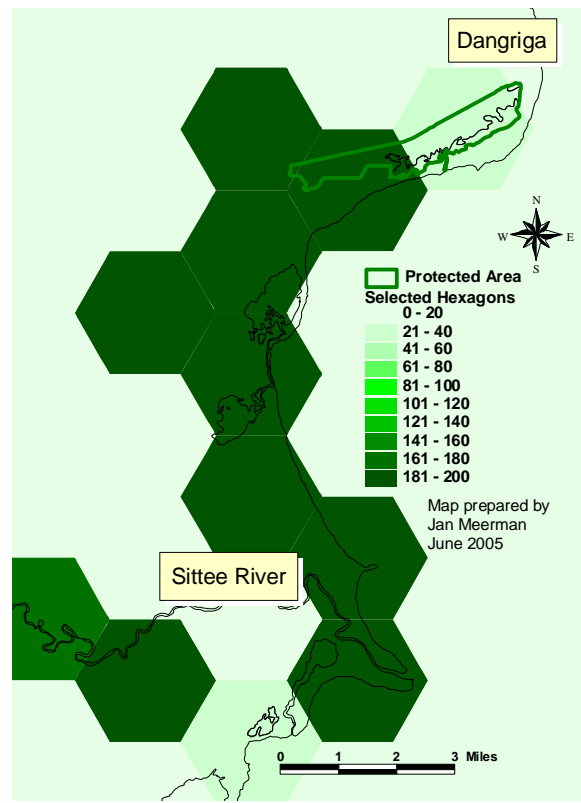 Dangriga
N
W E
S
Protected Area
Selected Hexagons
0 - 20
21 - 40
41 - 60
61 - 80
81 - 100
101 - 120
121 - 140
141 - 160
161 - 180
181 - 200
Map prepared by
Jan Meerman
June 2005
Sittee River
0 1 2 3 Miles